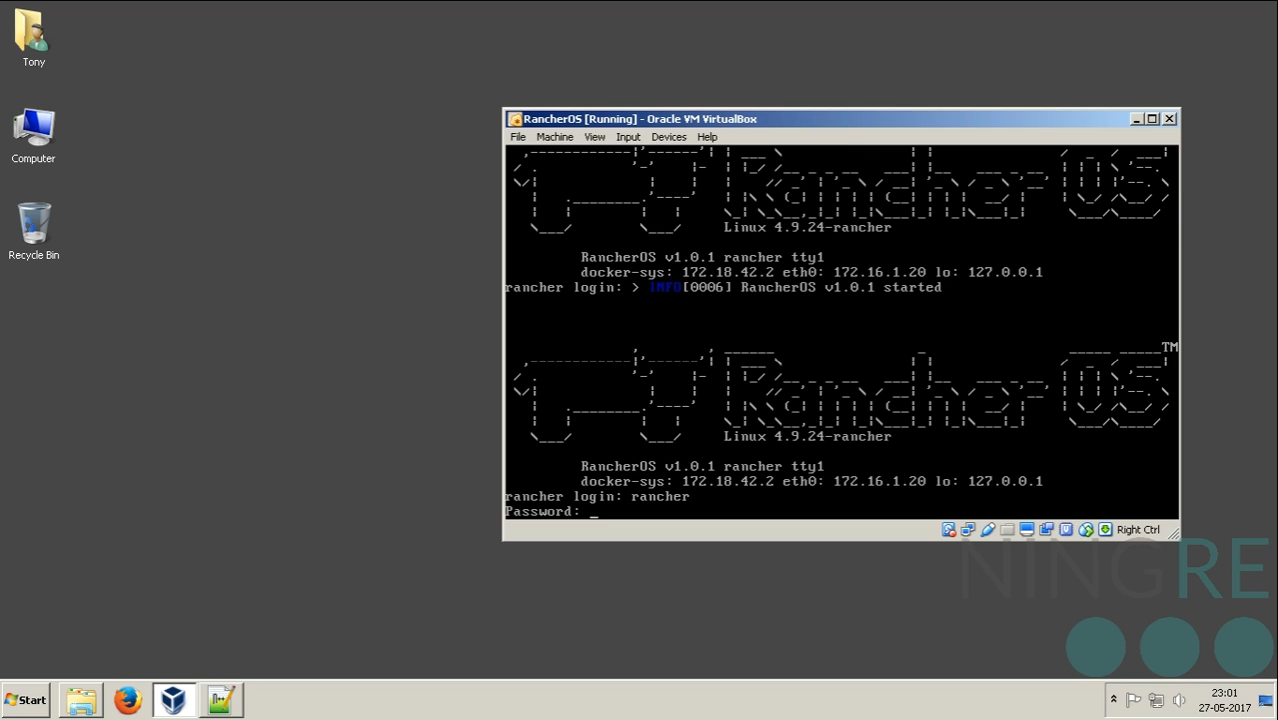 Tony
Computer
Recycle Bin
RancherOS [Running] - Oracle VM VirtualBox
File Machine View Input Devices Help
RancherOS
Linux 4.9.24-rancher
RancherOS v1.0.1 rancher tty1
docker-sys: 172.18.42.2 eth0: 172.16.1.20 lo: 127.0.0.1
rancher login: > INFO[0006] RancherOS v1.0.1 started
TM
RancherOS
Linux 4.9.24-rancher
RancherOS v1.0.1 rancher tty1
docker-sys: 172.18.42.2 eth0: 172.16.1.20 lo: 127.0.0.1
rancher login: rancher
Password: _
Right Ctrl
NINGRE
Start
23:01
27-05-2017